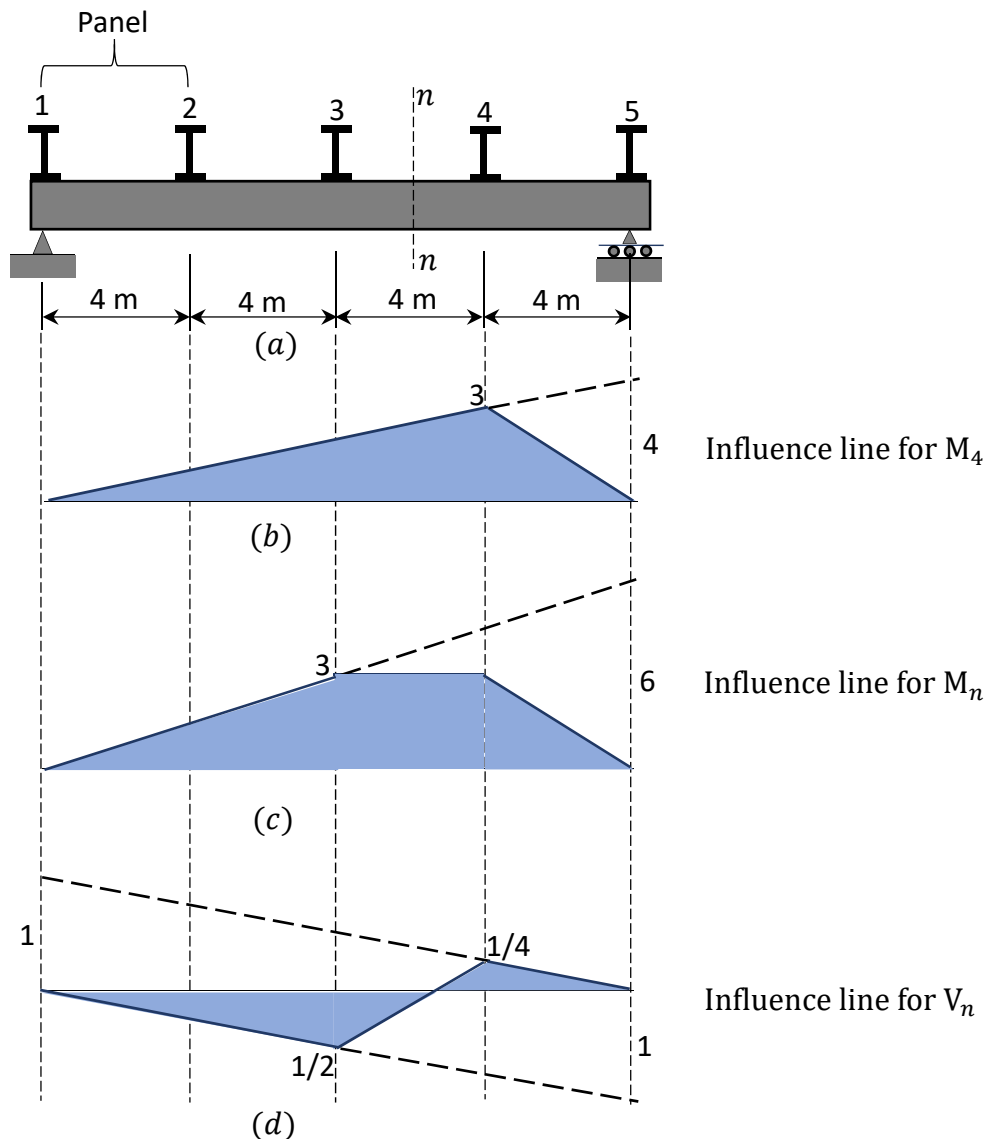 Panel
n
1 2 3 4 5
n
4 m 4 m 4 m 4 m
(a)
3
4 Influence line for M₄
(b)
3
6 Influence line for Mₙ
(c)
1
1/4
Influence line for Vₙ
1/2
1
(d)